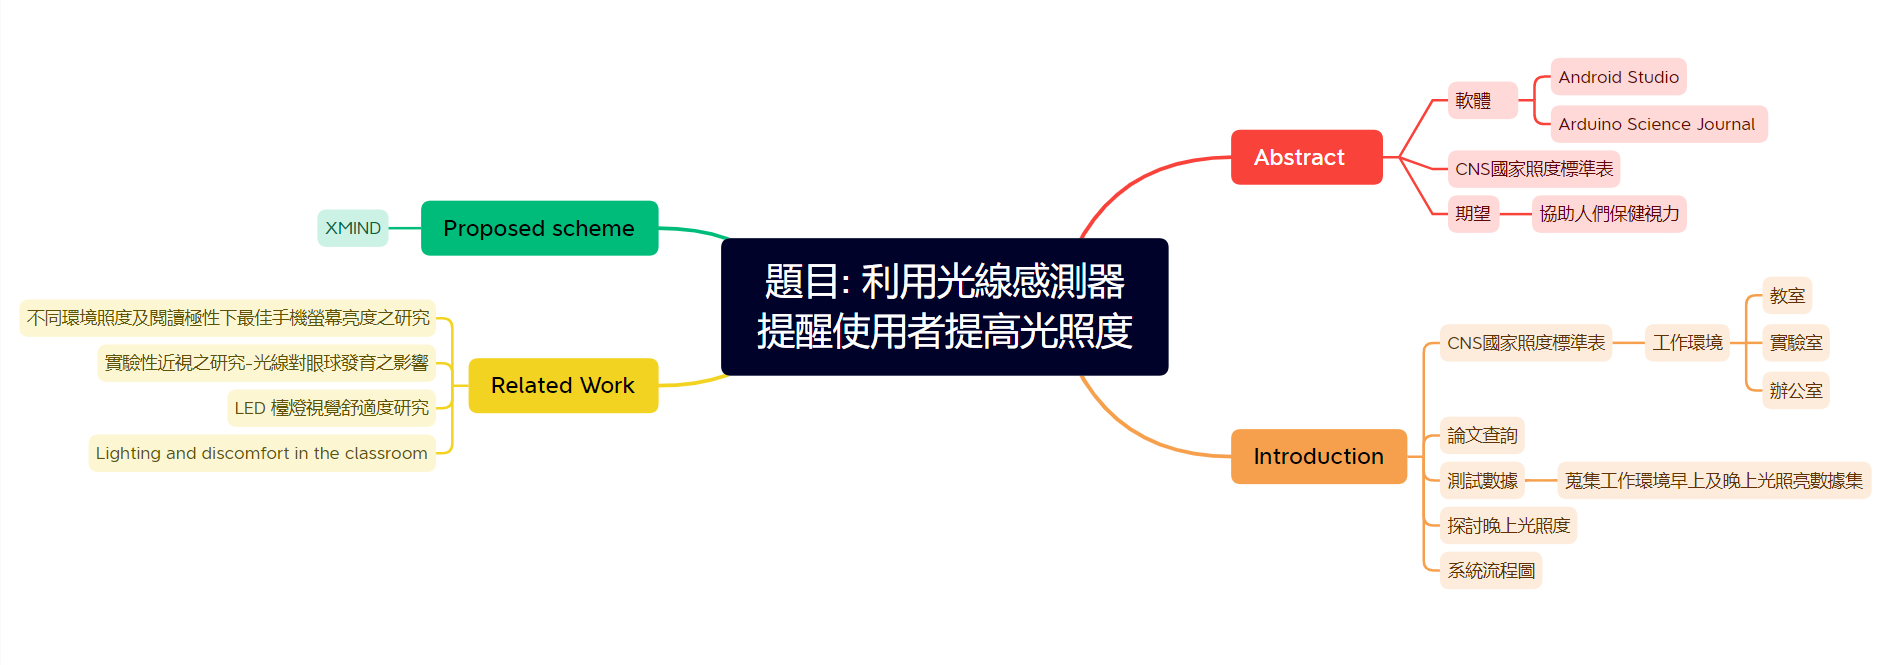 題目: 利用光線感測器
提醒使用者提高光照度
Abstract
軟體
Android Studio
Arduino Science Journal
CNS國家照度標準表
期望
協助人們保健視力
Introduction
CNS國家照度標準表
工作環境
教室
實驗室
辦公室
論文查詢
測試數據
蒐集工作環境早上及晚上光照亮數據集
探討晚上光照度
系統流程圖
Proposed scheme
XMIND
Related Work
不同環境照度及閱讀極性下最佳手機螢幕亮度之研究
實驗性近視之研究-光線對眼球發育之影響
LED 檯燈視覺舒適度研究
Lighting and discomfort in the classroom